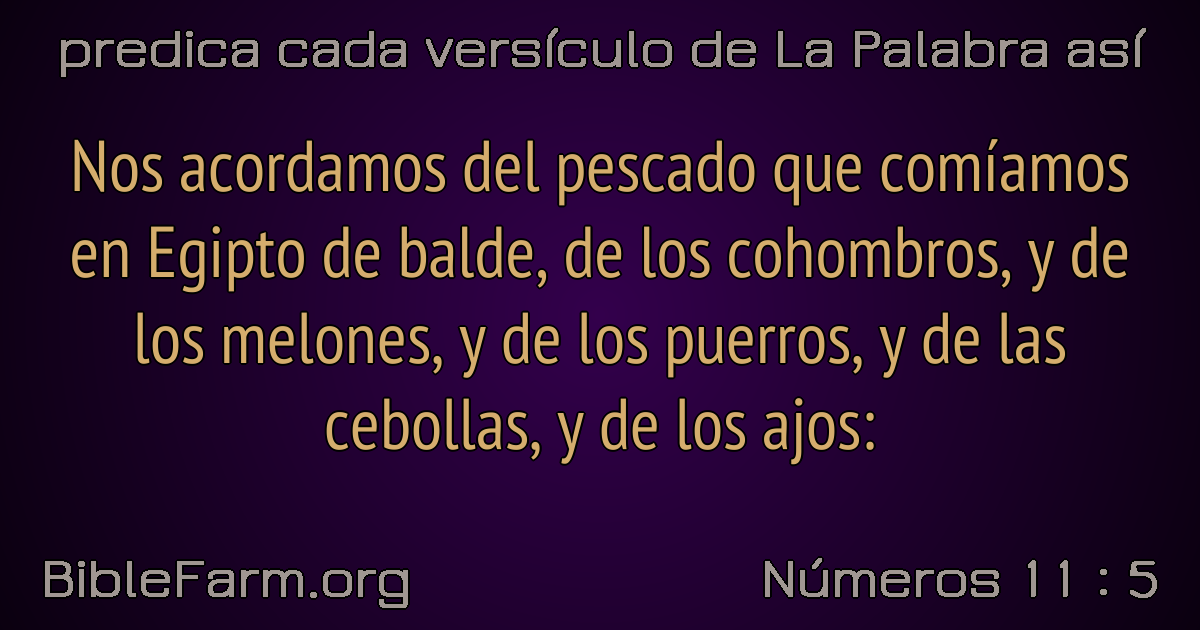 predica cada versículo de La Palabra así
Nos acordamos del pescado que comíamos
en Egipto de balde, de los cohombros, y de
los melones, y de los puerros, y de las
cebollas, y de los ajos:
BibleFarm.org
Números 11 : 5